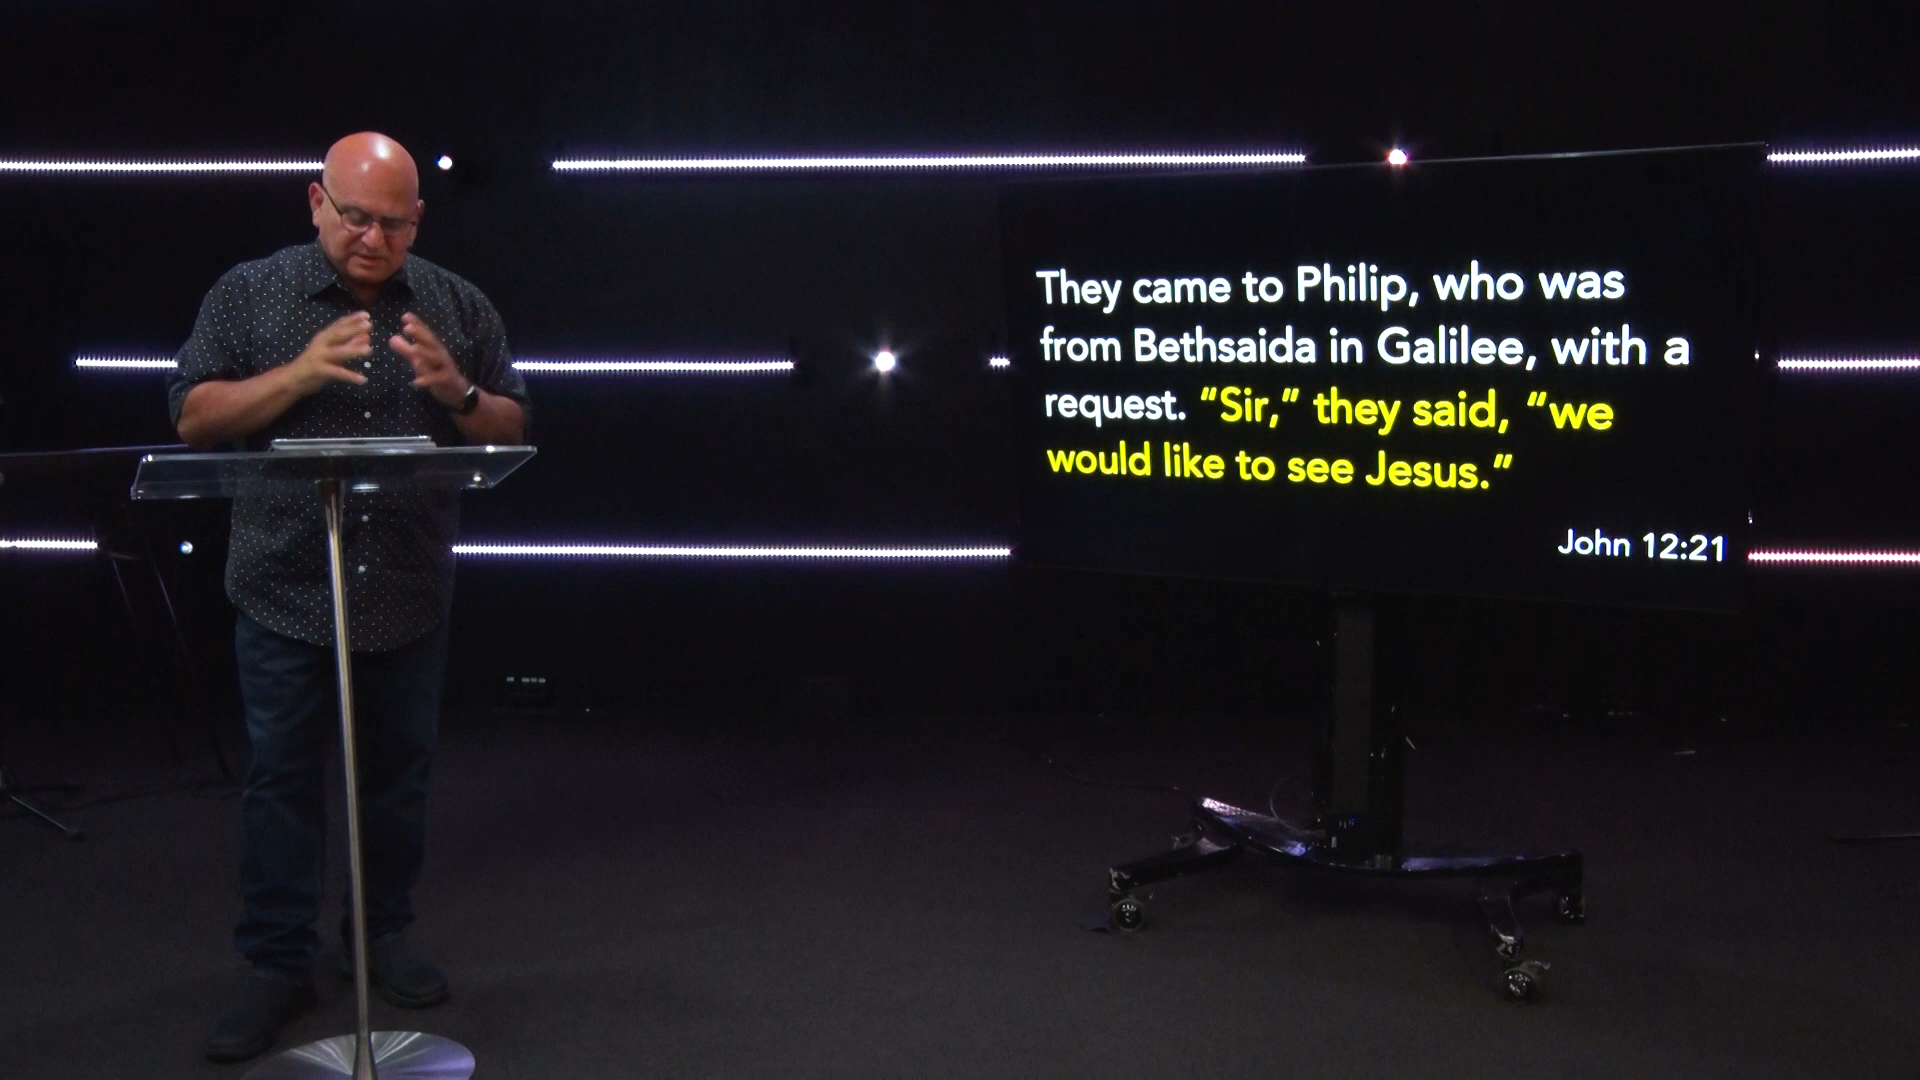 They came to Philip, who was
from Bethsaida in Galilee, with a
request. “Sir,” they said, “we
would like to see Jesus.”
John 12:21